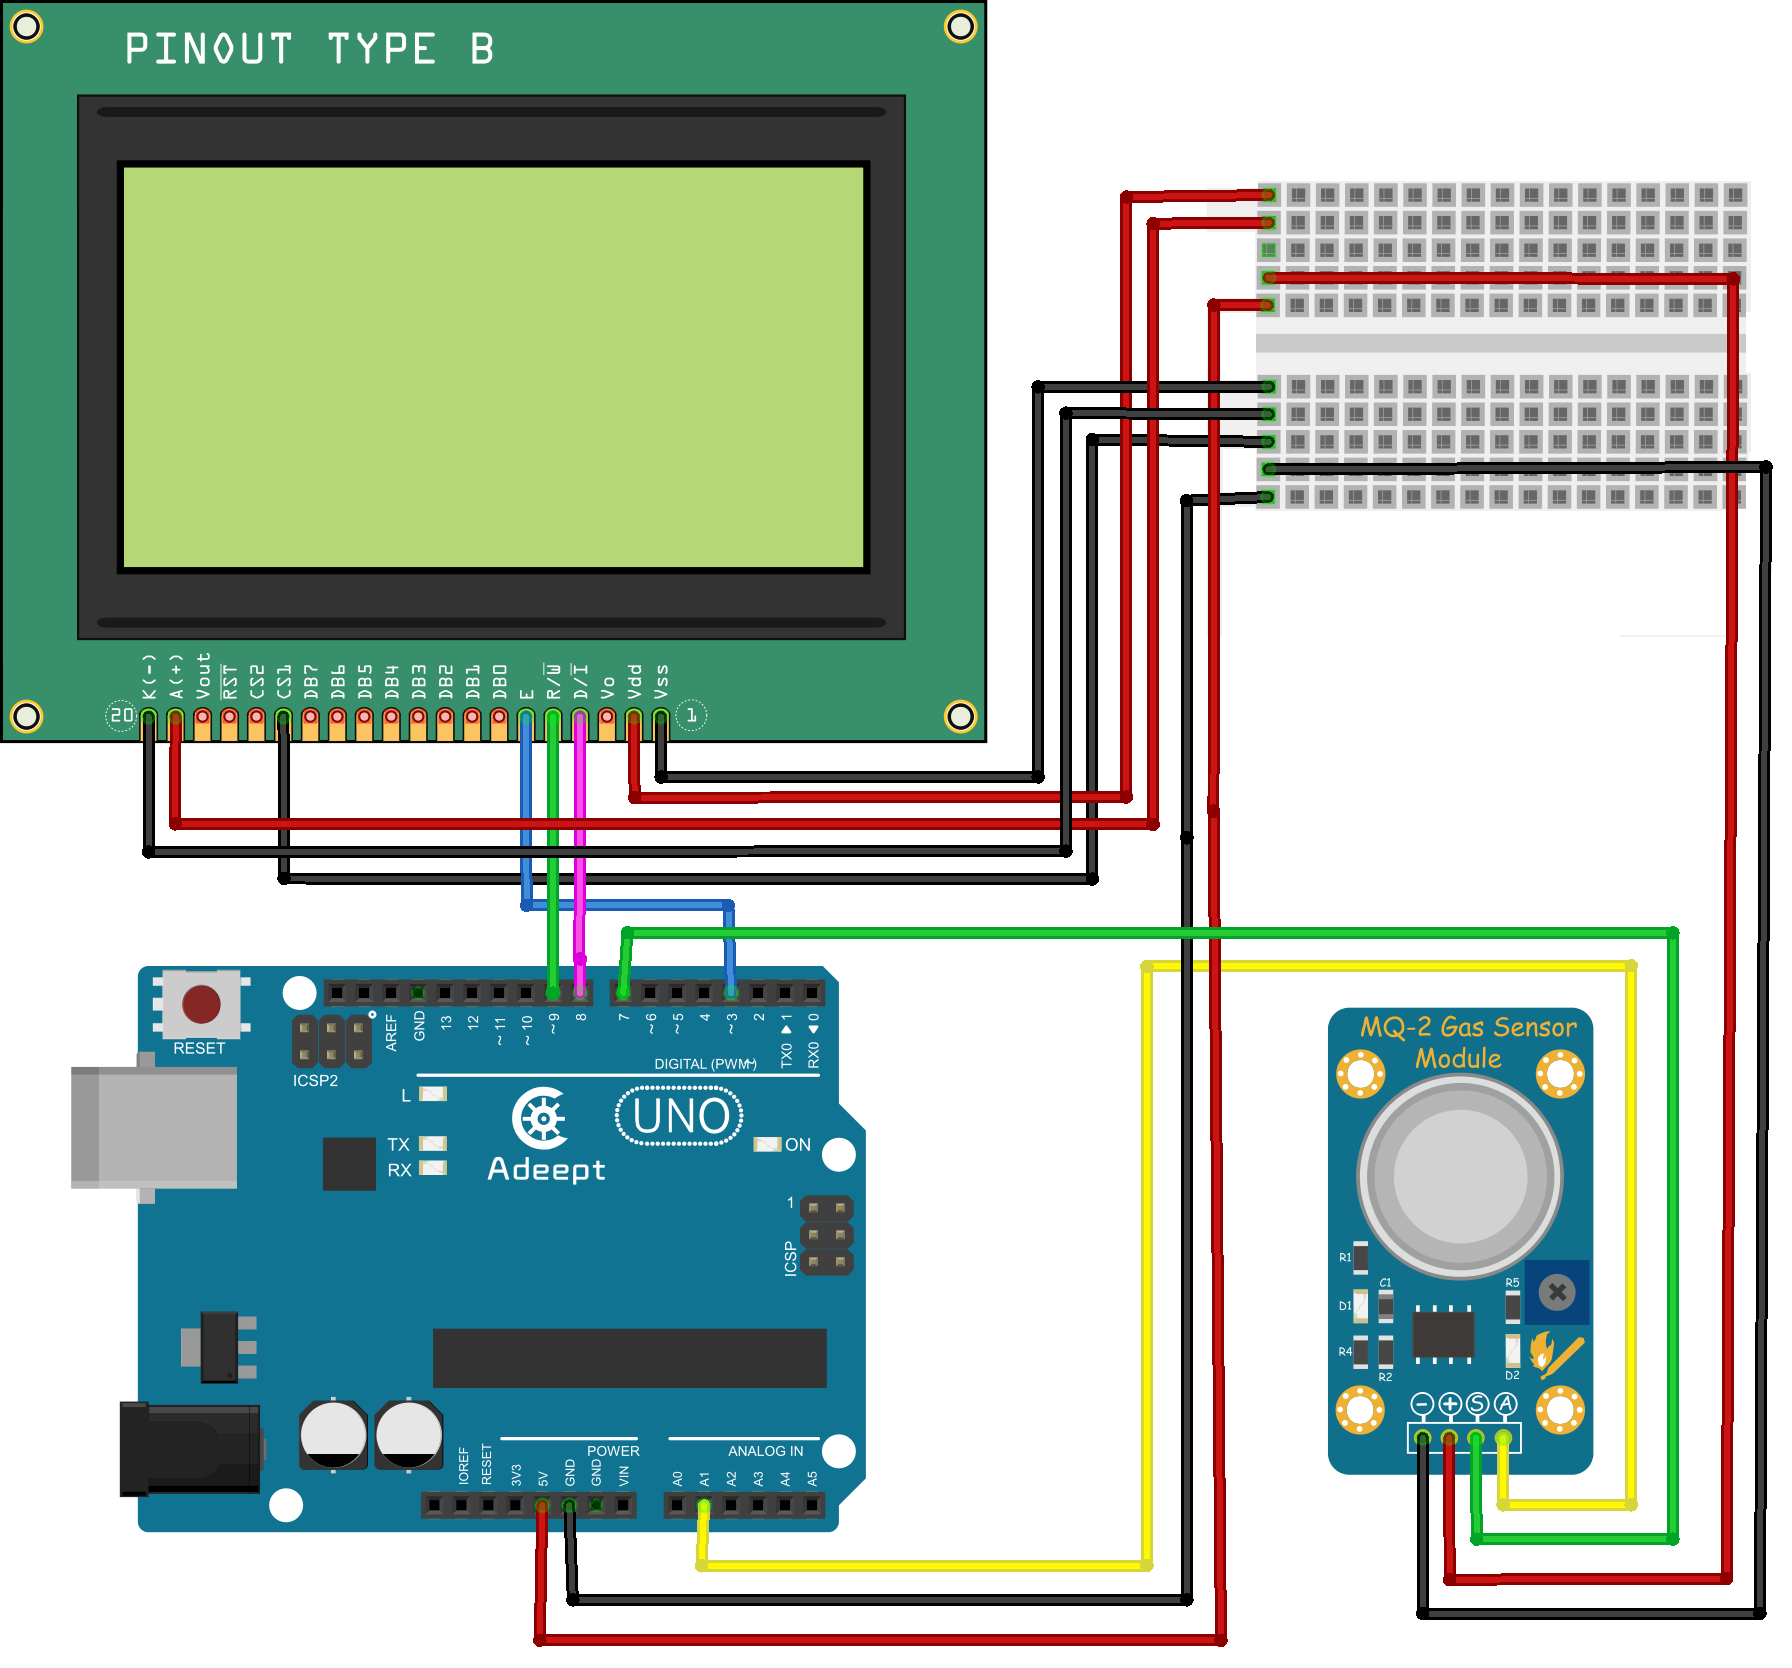 PINOUT TYPE B
K(-) A(+) Vout RST CS2 CS1 DB7 DB6 DB5 DB4 DB3 DB2 DB1 DB0 E R/W D/I Vo Vdd Vss
20
1
RESET
ICSP2
AREF GND 13 12 ~11 ~10 ~9 8 7 ~6 ~5 4 ~3 2 TX0▶1 RX0◀0
DIGITAL (PWM~)
L
TX
RX
UNO
ON
Adeept
1
ICSP
POWER
ANALOG IN
IOREF RESET 3V3 5V GND GND VIN A0 A1 A2 A3 A4 A5
MQ-2 Gas Sensor
Module
R1
C1
R5
D1
R4
R2
D2
- + S A